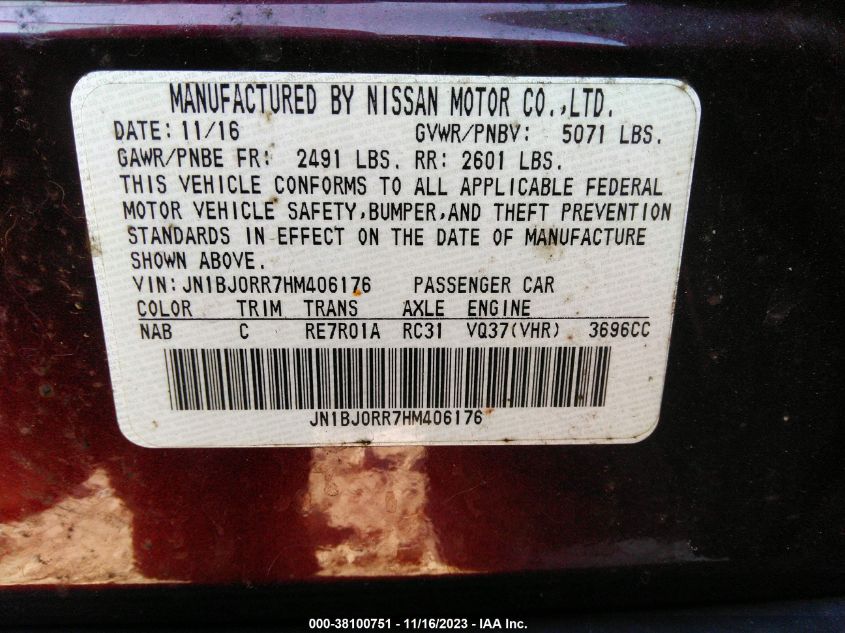 MANUFACTURED BY NISSAN MOTOR CO.,LTD.
DATE: 11/16 GVWR/PNBV: 5071 LBS.
GAWR/PNBE FR: 2491 LBS. RR: 2601 LBS.
THIS VEHICLE CONFORMS TO ALL APPLICABLE FEDERAL
MOTOR VEHICLE SAFETY,BUMPER,AND THEFT PREVENTION
STANDARDS IN EFFECT ON THE DATE OF MANUFACTURE
SHOWN ABOVE.
VIN:JN1BJ0RR7HM406176 PASSENGER CAR
COLOR TRIM TRANS AXLE ENGINE
NAB C RE7R01A RC31 VQ37(VHR) 3696CC
JN1BJ0RR7HM406176
000-38100751 - 11/16/2023 - IAA Inc.